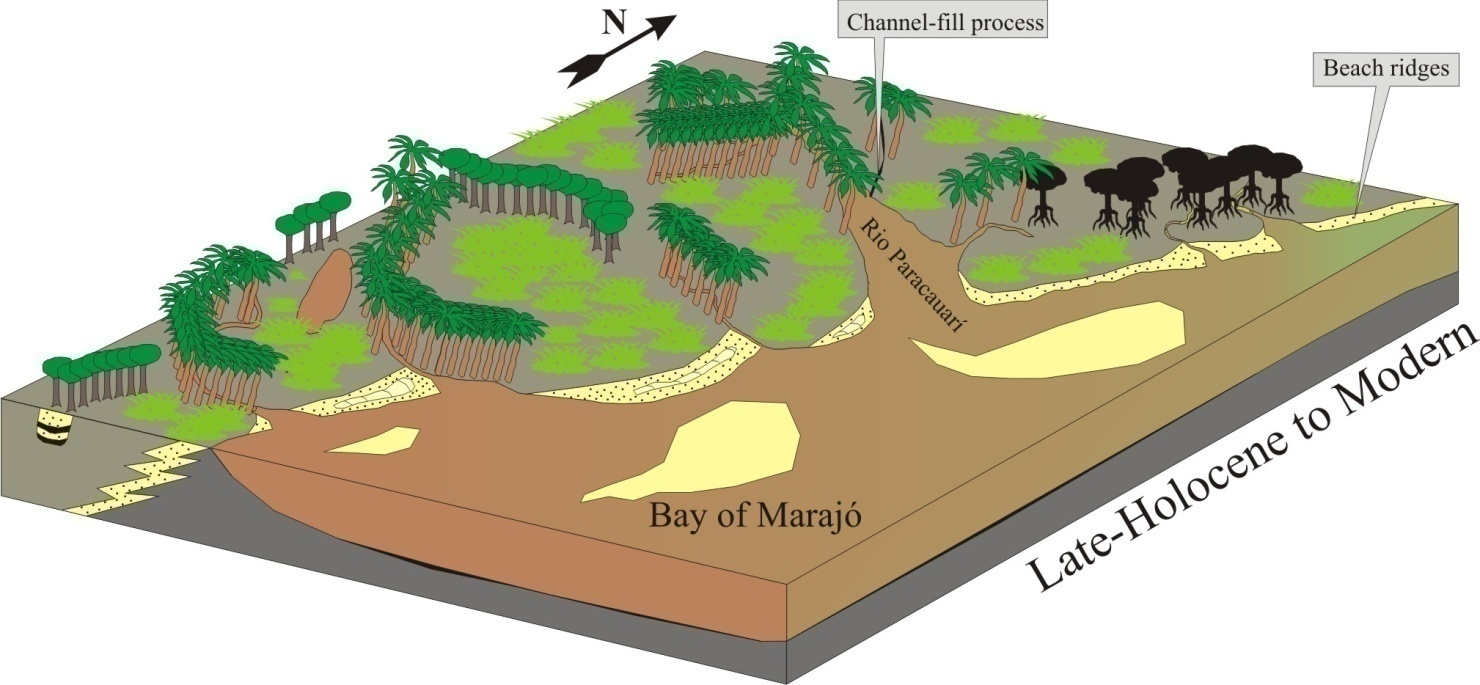 N
Channel-fill process
Beach ridges
Rio Paracauarí
Bay of Marajó
Late-Holocene to Modern